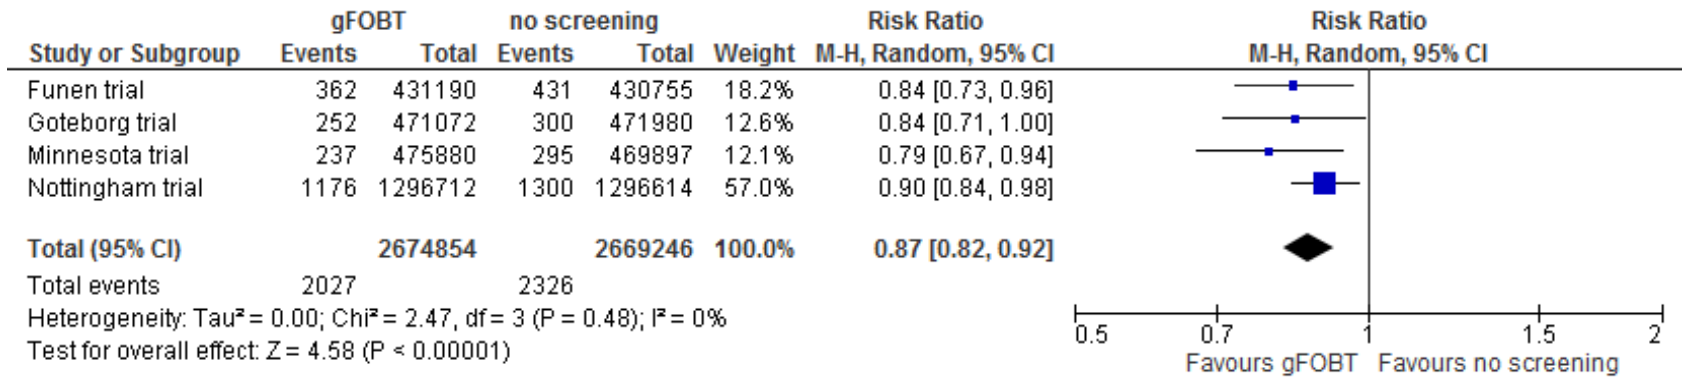 gFOBT no screening Risk Ratio Risk Ratio
Study or Subgroup Events Total Events Total Weight M-H, Random, 95% CI M-H, Random, 95% CI
Funen trial 362 431190 431 430755 18.2% 0.84 [0.73, 0.96]
Goteborg trial 252 471072 300 471980 12.6% 0.84 [0.71, 1.00]
Minnesota trial 237 475880 295 469897 12.1% 0.79 [0.67, 0.94]
Nottingham trial 1176 1296712 1300 1296614 57.0% 0.90 [0.84, 0.98]
Total (95% CI) 2674854 2669246 100.0% 0.87 [0.82, 0.92]
Total events 2027 2326
Heterogeneity: Tau² = 0.00; Chi² = 2.47, df = 3 (P = 0.48); I² = 0%
Test for overall effect: Z = 4.58 (P < 0.00001)
0.5 0.7 1 1.5 2
Favours gFOBT Favours no screening